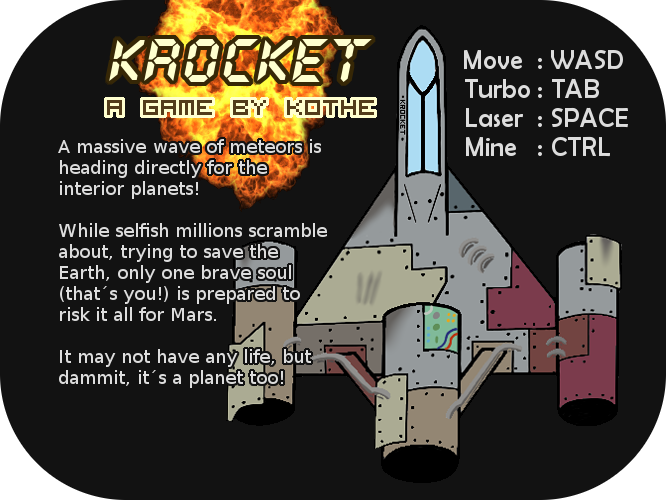 KROCKET
A GAME BY KOTHE
A massive wave of meteors is
heading directly for the
interior planets!
While selfish millions scramble
about, trying to save the
Earth, only one brave soul
(that´s you!) is prepared to
risk it all for Mars.
It may not have any life, but
dammit, it´s a planet too!
•KROCKET•
Move : WASD
Turbo : TAB
Laser : SPACE
Mine : CTRL